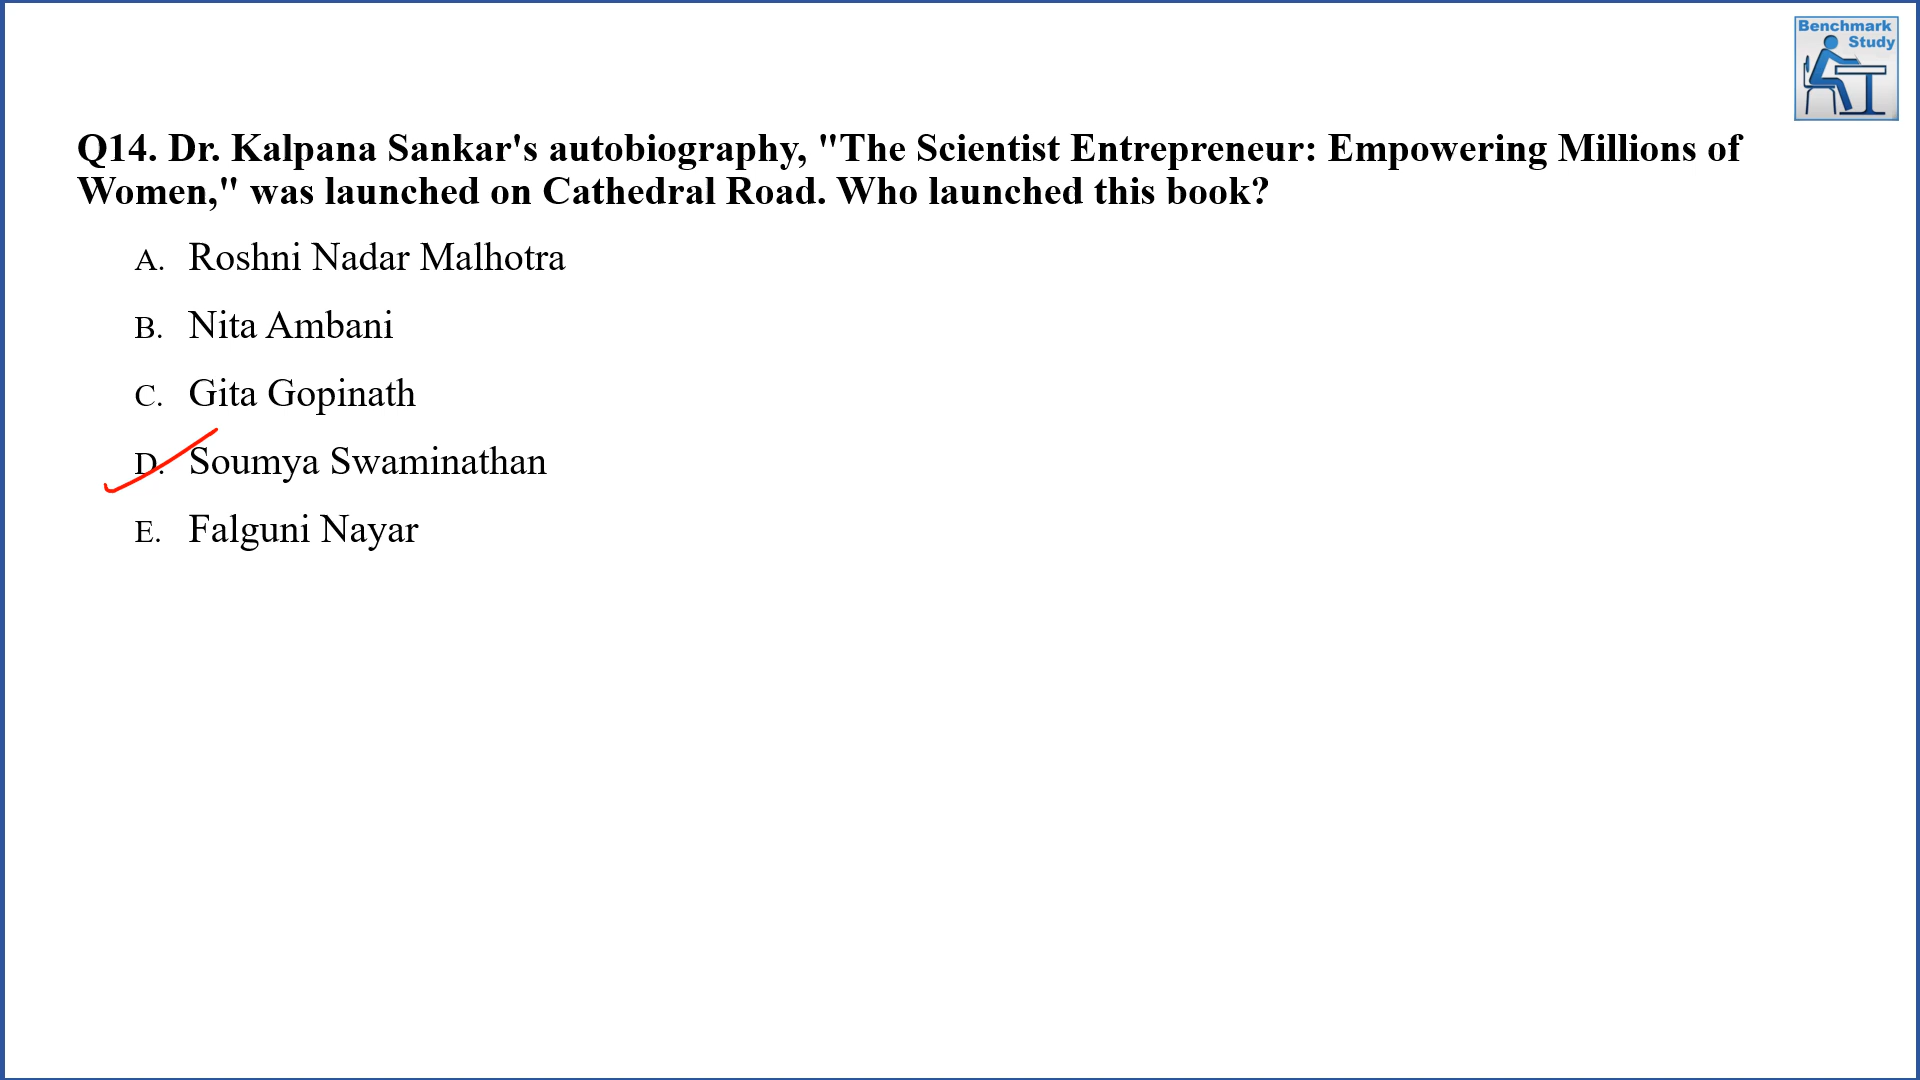 Benchmark
Study
Q14. Dr. Kalpana Sankar's autobiography, "The Scientist Entrepreneur: Empowering Millions of
Women," was launched on Cathedral Road. Who launched this book?
A. Roshni Nadar Malhotra
B. Nita Ambani
C. Gita Gopinath
D. Soumya Swaminathan
E. Falguni Nayar